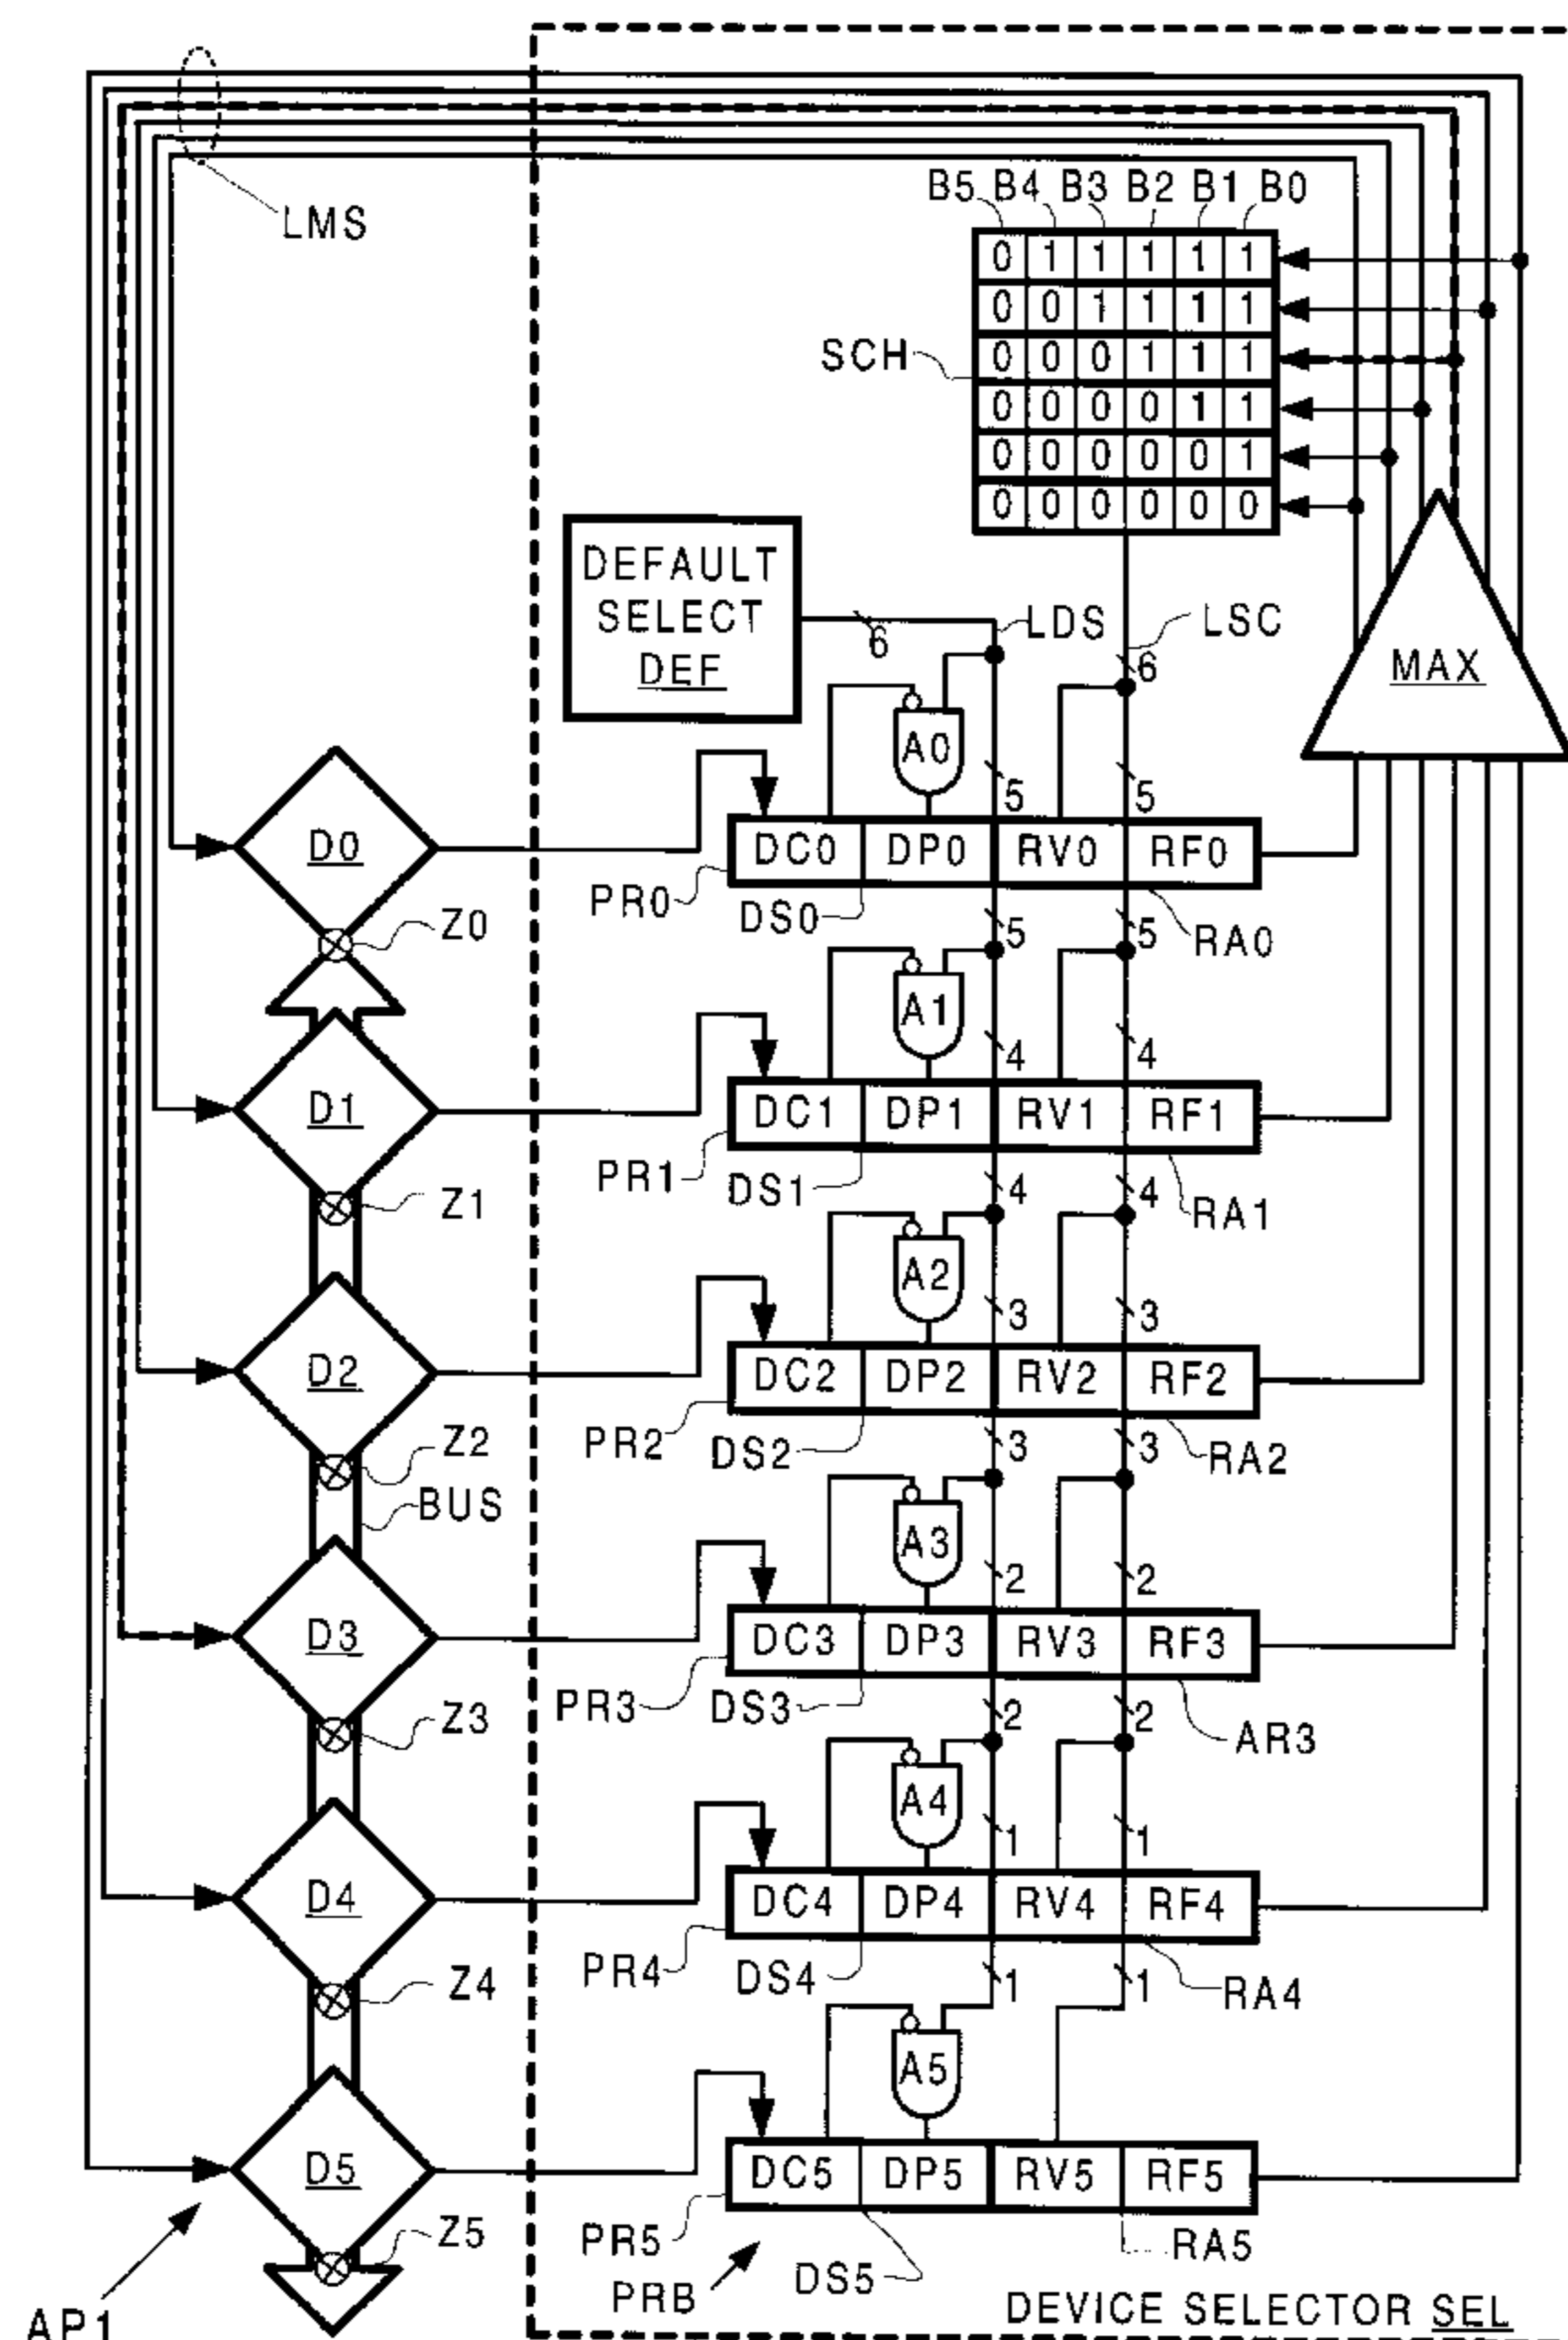 LMS
B5 B4 B3 B2 B1 B0
0 1 1 1 1 1
0 0 1 1 1 1
SCH
0 0 0 1 1 1
0 0 0 0 1 1
0 0 0 0 0 1
0 0 0 0 0 0
DEFAULT
SELECT
DEF
6
LDS
LSC
6
MAX
A0
5
5
D0
DC0 DP0 RV0 RF0
PR0
DS0
Z0
5
5
RA0
A1
4
4
D1
DC1 DP1 RV1 RF1
PR1
DS1
Z1
4
4
RA1
A2
3
3
D2
DC2 DP2 RV2 RF2
PR2
DS2
Z2
3
3
RA2
BUS
A3
2
2
D3
DC3 DP3 RV3 RF3
PR3
DS3
Z3
2
2
AR3
A4
1
1
D4
DC4 DP4 RV4 RF4
PR4
DS4
Z4
1
1
RA4
A5
D5
DC5 DP5 RV5 RF5
PR5
Z5
RA5
DS5
PRB
AP1
DEVICE SELECTOR SEL